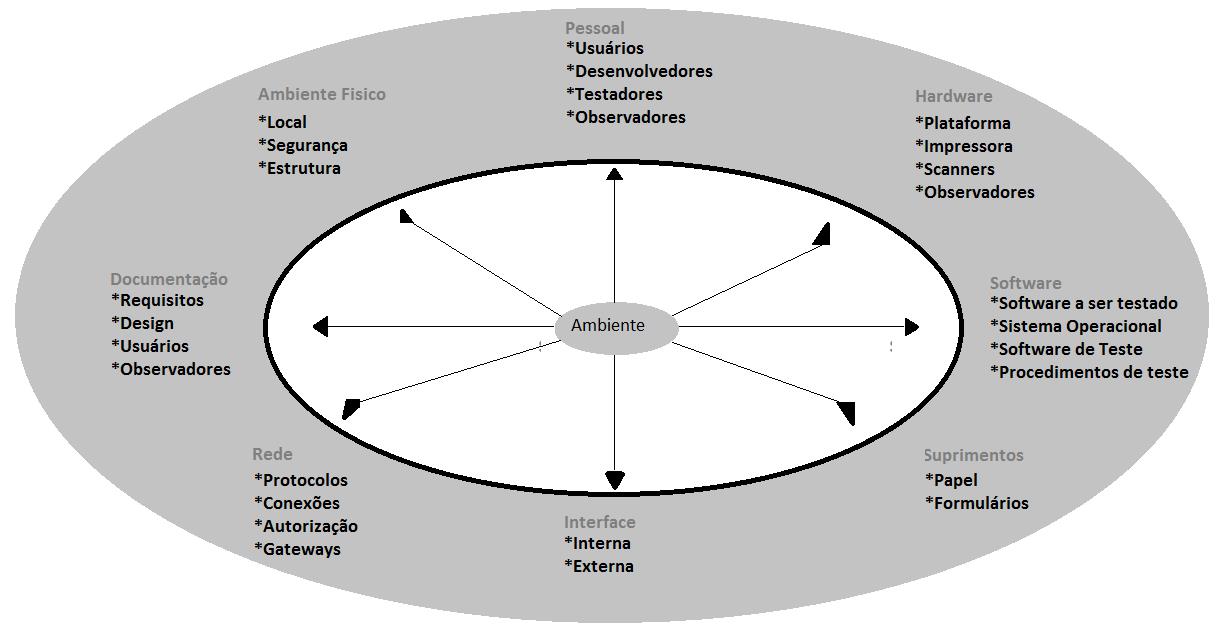 Pessoal
*Usuários
*Desenvolvedores
*Testadores
*Observadores
Ambiente Fisico
*Local
*Segurança
*Estrutura
Hardware
*Plataforma
*Impressora
*Scanners
*Observadores
Documentação
*Requisitos
*Design
*Usuários
*Observadores
Ambiente
Software
*Software a ser testado
*Sistema Operacional
*Software de Teste
*Procedimentos de teste
Rede
*Protocolos
*Conexões
*Autorização
*Gateways
Interface
*Interna
*Externa
Suprimentos
*Papel
*Formulários